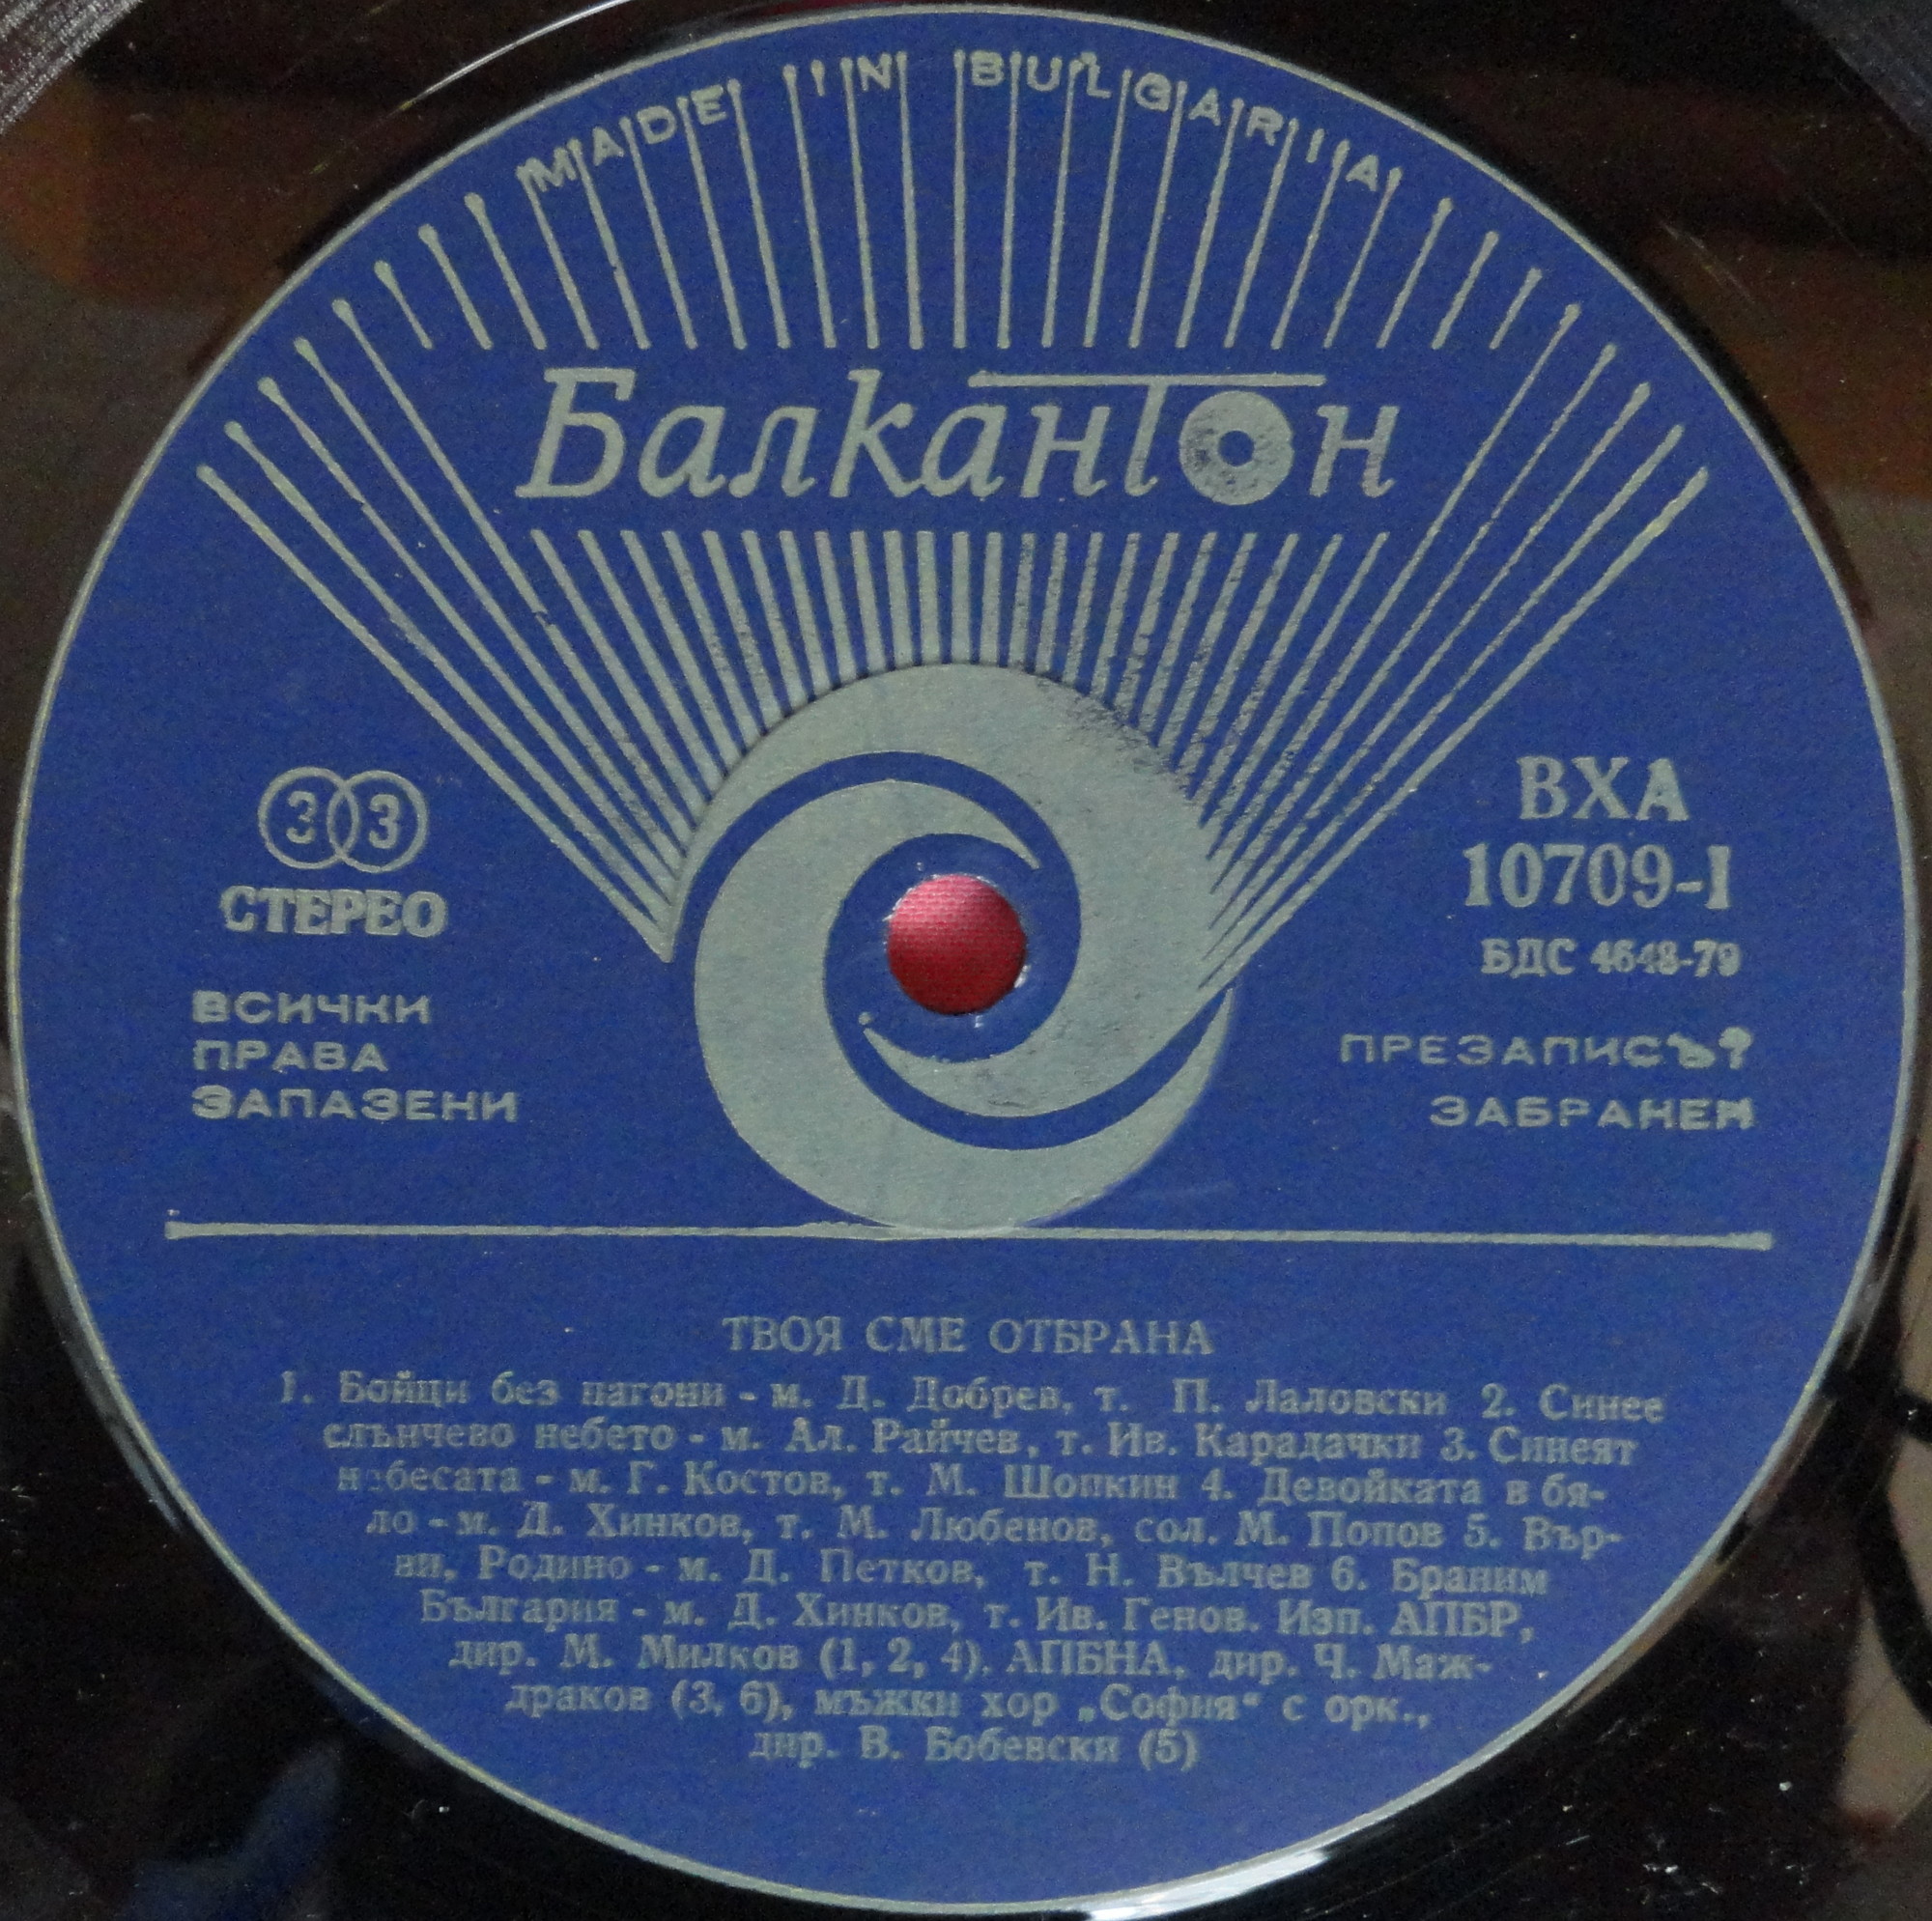 MADE IN BULGARIA
Балкантон
33
СТЕРЕО
ВСИЧКИ
ПРАВА
ЗАПАЗЕНИ
ВХА
10709-I
БДС 4648-79
ПРЕЗАПИСЪТ
ЗАБРАНЕН
ТВОЯ СМЕ ОТБРАНА
1. Бойци без пагони - м. Д. Добрев, т. П. Лаловски 2. Синее
слънчево небето - м. Ал. Райчев, т. Ив. Карадачки 3. Синеят
небесата - м. Г. Костов, т. М. Шопкин 4. Девойката в бя-
ло - м. Д. Хинков, т. М. Любенов, сол. М. Попов 5. Вър-
ви, Родино - м. Д. Петков, т. Н. Вълчев 6. Браним
България - м. Д. Хинков, т. Ив. Генов. Изп. АПБР,
дир. М. Милков (1, 2, 4), АПБНА, дир. Ч. Маж-
драков (3, 6), мъжки хор „София“ с орк.,
дир. В. Бобевски (5)